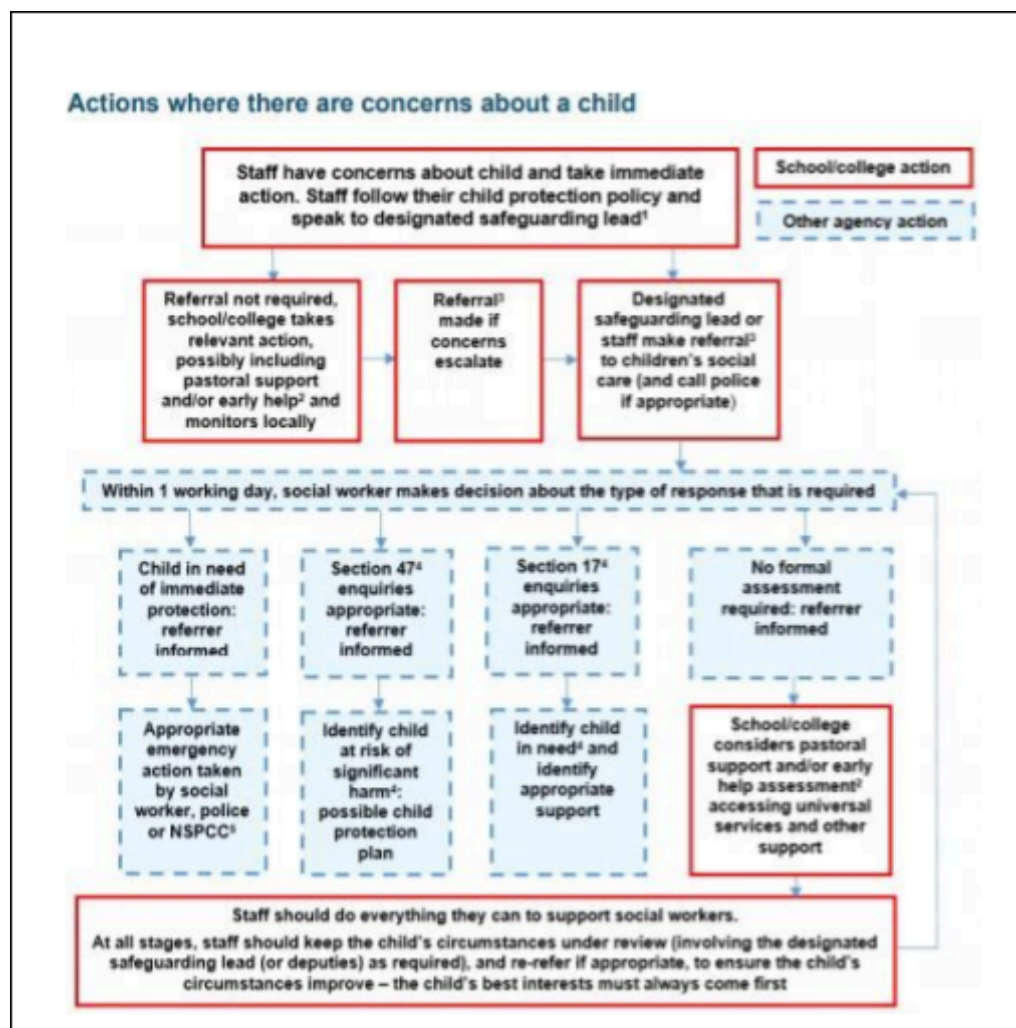 Actions where there are concerns about a child
Staff have concerns about child and take immediate
action. Staff follow their child protection policy and
speak to designated safeguarding lead¹
School/college action
Other agency action
Referral not required,
school/college takes
relevant action,
possibly including
pastoral support
and/or early help² and
monitors locally
Referral³
made if
concerns
escalate
Designated
safeguarding lead or
staff make referral³
to children's social
care (and call police
if appropriate)
Within 1 working day, social worker makes decision about the type of response that is required
Child in need
of immediate
protection:
referrer
informed
Section 47⁴
enquiries
appropriate:
referrer
informed
Section 17⁴
enquiries
appropriate:
referrer
informed
No formal
assessment
required: referrer
informed
Appropriate
emergency
action taken
by social
worker, police
or NSPCC⁵
Identify child
at risk of
significant
harm⁴:
possible child
protection
plan
Identify child
in need⁴ and
identify
appropriate
support
School/college
considers pastoral
support and/or early
help assessment²
accessing universal
services and other
support
Staff should do everything they can to support social workers.
At all stages, staff should keep the child's circumstances under review (involving the designated
safeguarding lead (or deputies) as required), and re-refer if appropriate, to ensure the child's
circumstances improve – the child's best interests must always come first